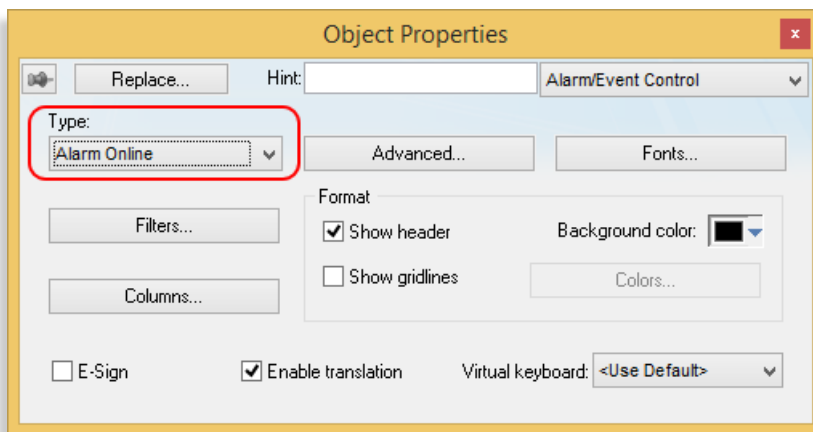 Object Properties
x
Replace...
Hint:
Alarm/Event Control
Type:
Alarm Online
Advanced...
Fonts...
Format
Filters...
Show header
Background color:
Show gridlines
Colors...
Columns...
E-Sign
Enable translation
Virtual keyboard:
<Use Default>